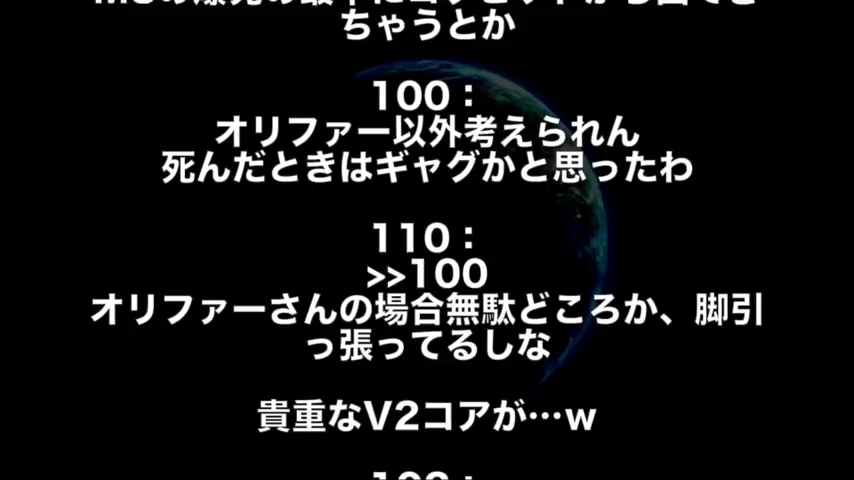 ちゃうとか
100：
オリファー以外考えられん
死んだときはギャグかと思ったわ
110：
>>100
オリファーさんの場合無駄どころか、脚引
っ張ってるしな
貴重なV2コアが…w